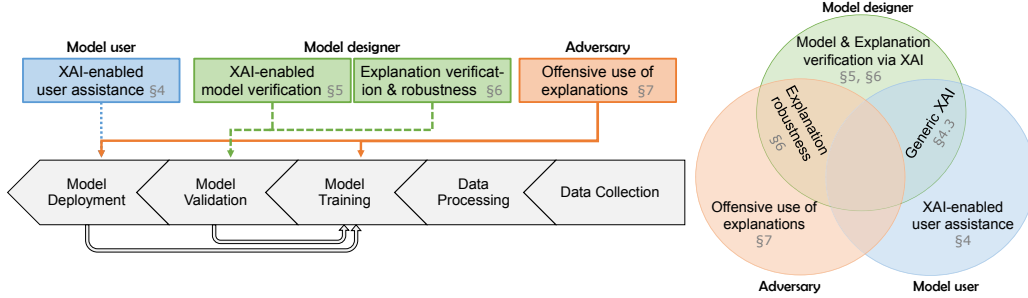 Model user
Model designer
Adversary
XAI-enabled
user assistance §4
XAI-enabled
model verification §5
Explanation verificat-
ion & robustness §6
Offensive use of
explanations §7
Model
Deployment
Model
Validation
Model
Training
Data
Processing
Data Collection
Model designer
Model & Explanation
verification via XAI
§5, §6
Explanation
robustness
§6
Generic XAI
§4.3
Offensive use of
explanations
§7
XAI-enabled
user assistance
§4
Adversary
Model user